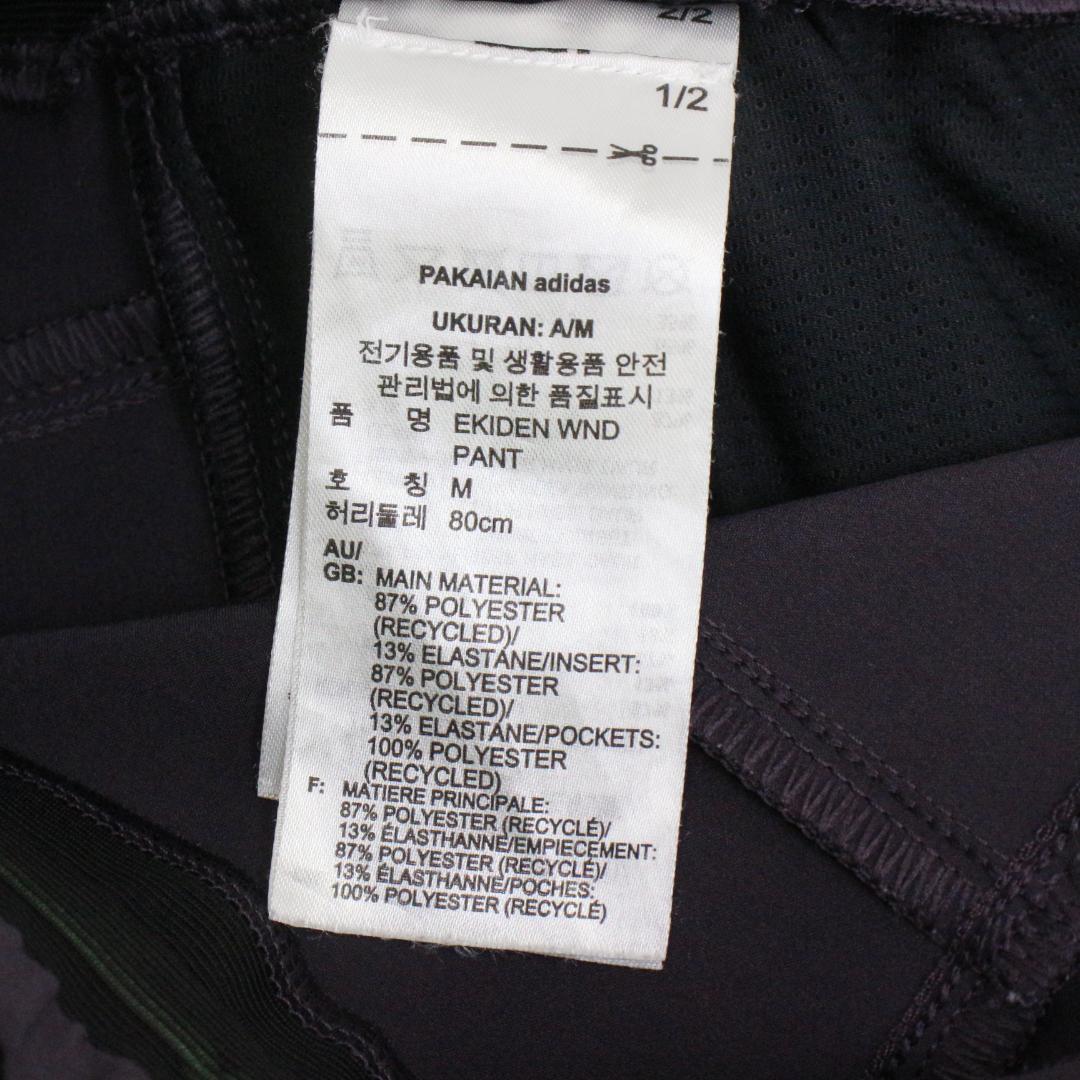 2/2
1/2
PAKAIAN adidas
UKURAN: A/M
전기용품 및 생활용품 안전
관리법에 의한 품질표시
품 명 EKIDEN WND
PANT
호 칭 M
허리둘레 80cm
AU/
GB: MAIN MATERIAL:
87% POLYESTER
(RECYCLED)/
13% ELASTANE/INSERT:
87% POLYESTER
(RECYCLED)/
13% ELASTANE/POCKETS:
100% POLYESTER
(RECYCLED)
F: MATIERE PRINCIPALE:
87% POLYESTER (RECYCLÉ)/
13% ÉLASTHANNE/EMPIECEMENT:
87% POLYESTER (RECYCLÉ)/
13% ÉLASTHANNE/POCHES:
100% POLYESTER (RECYCLÉ)